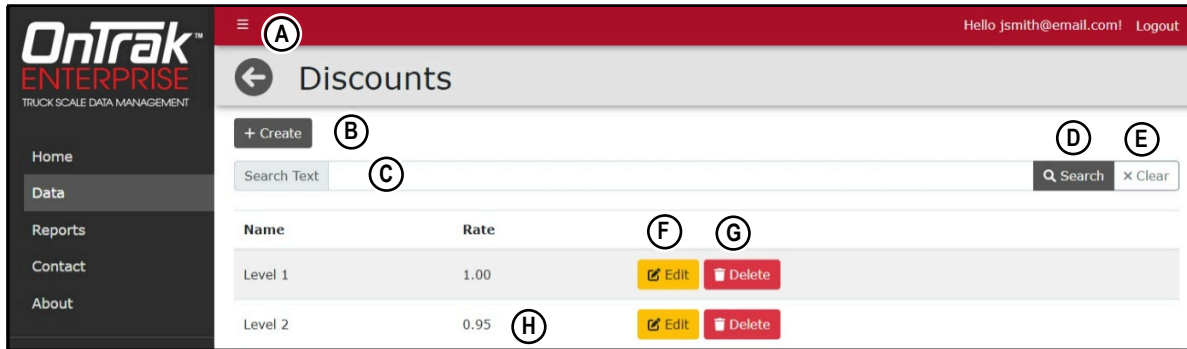 OnTrak™
ENTERPRISE
TRUCK SCALE DATA MANAGEMENT
Home
Data
Reports
Contact
About
A
Hello jsmith@email.com! Logout
Discounts
+ Create B
Search Text C
D E
Search × Clear
Name Rate F G
Level 1 1.00 Edit Delete
Level 2 0.95 H Edit Delete